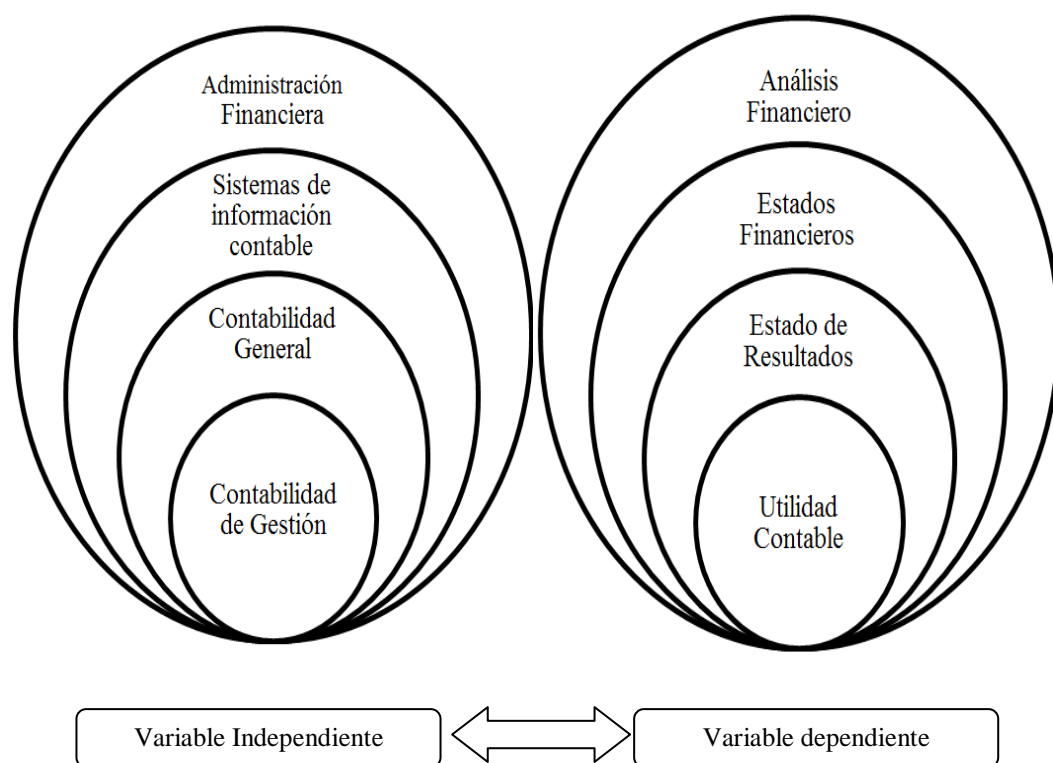 Administración
Financiera
Sistemas de
información
contable
Contabilidad
General
Contabilidad
de Gestión
Análisis
Financiero
Estados
Financieros
Estado de
Resultados
Utilidad
Contable
Variable Independiente
Variable dependiente